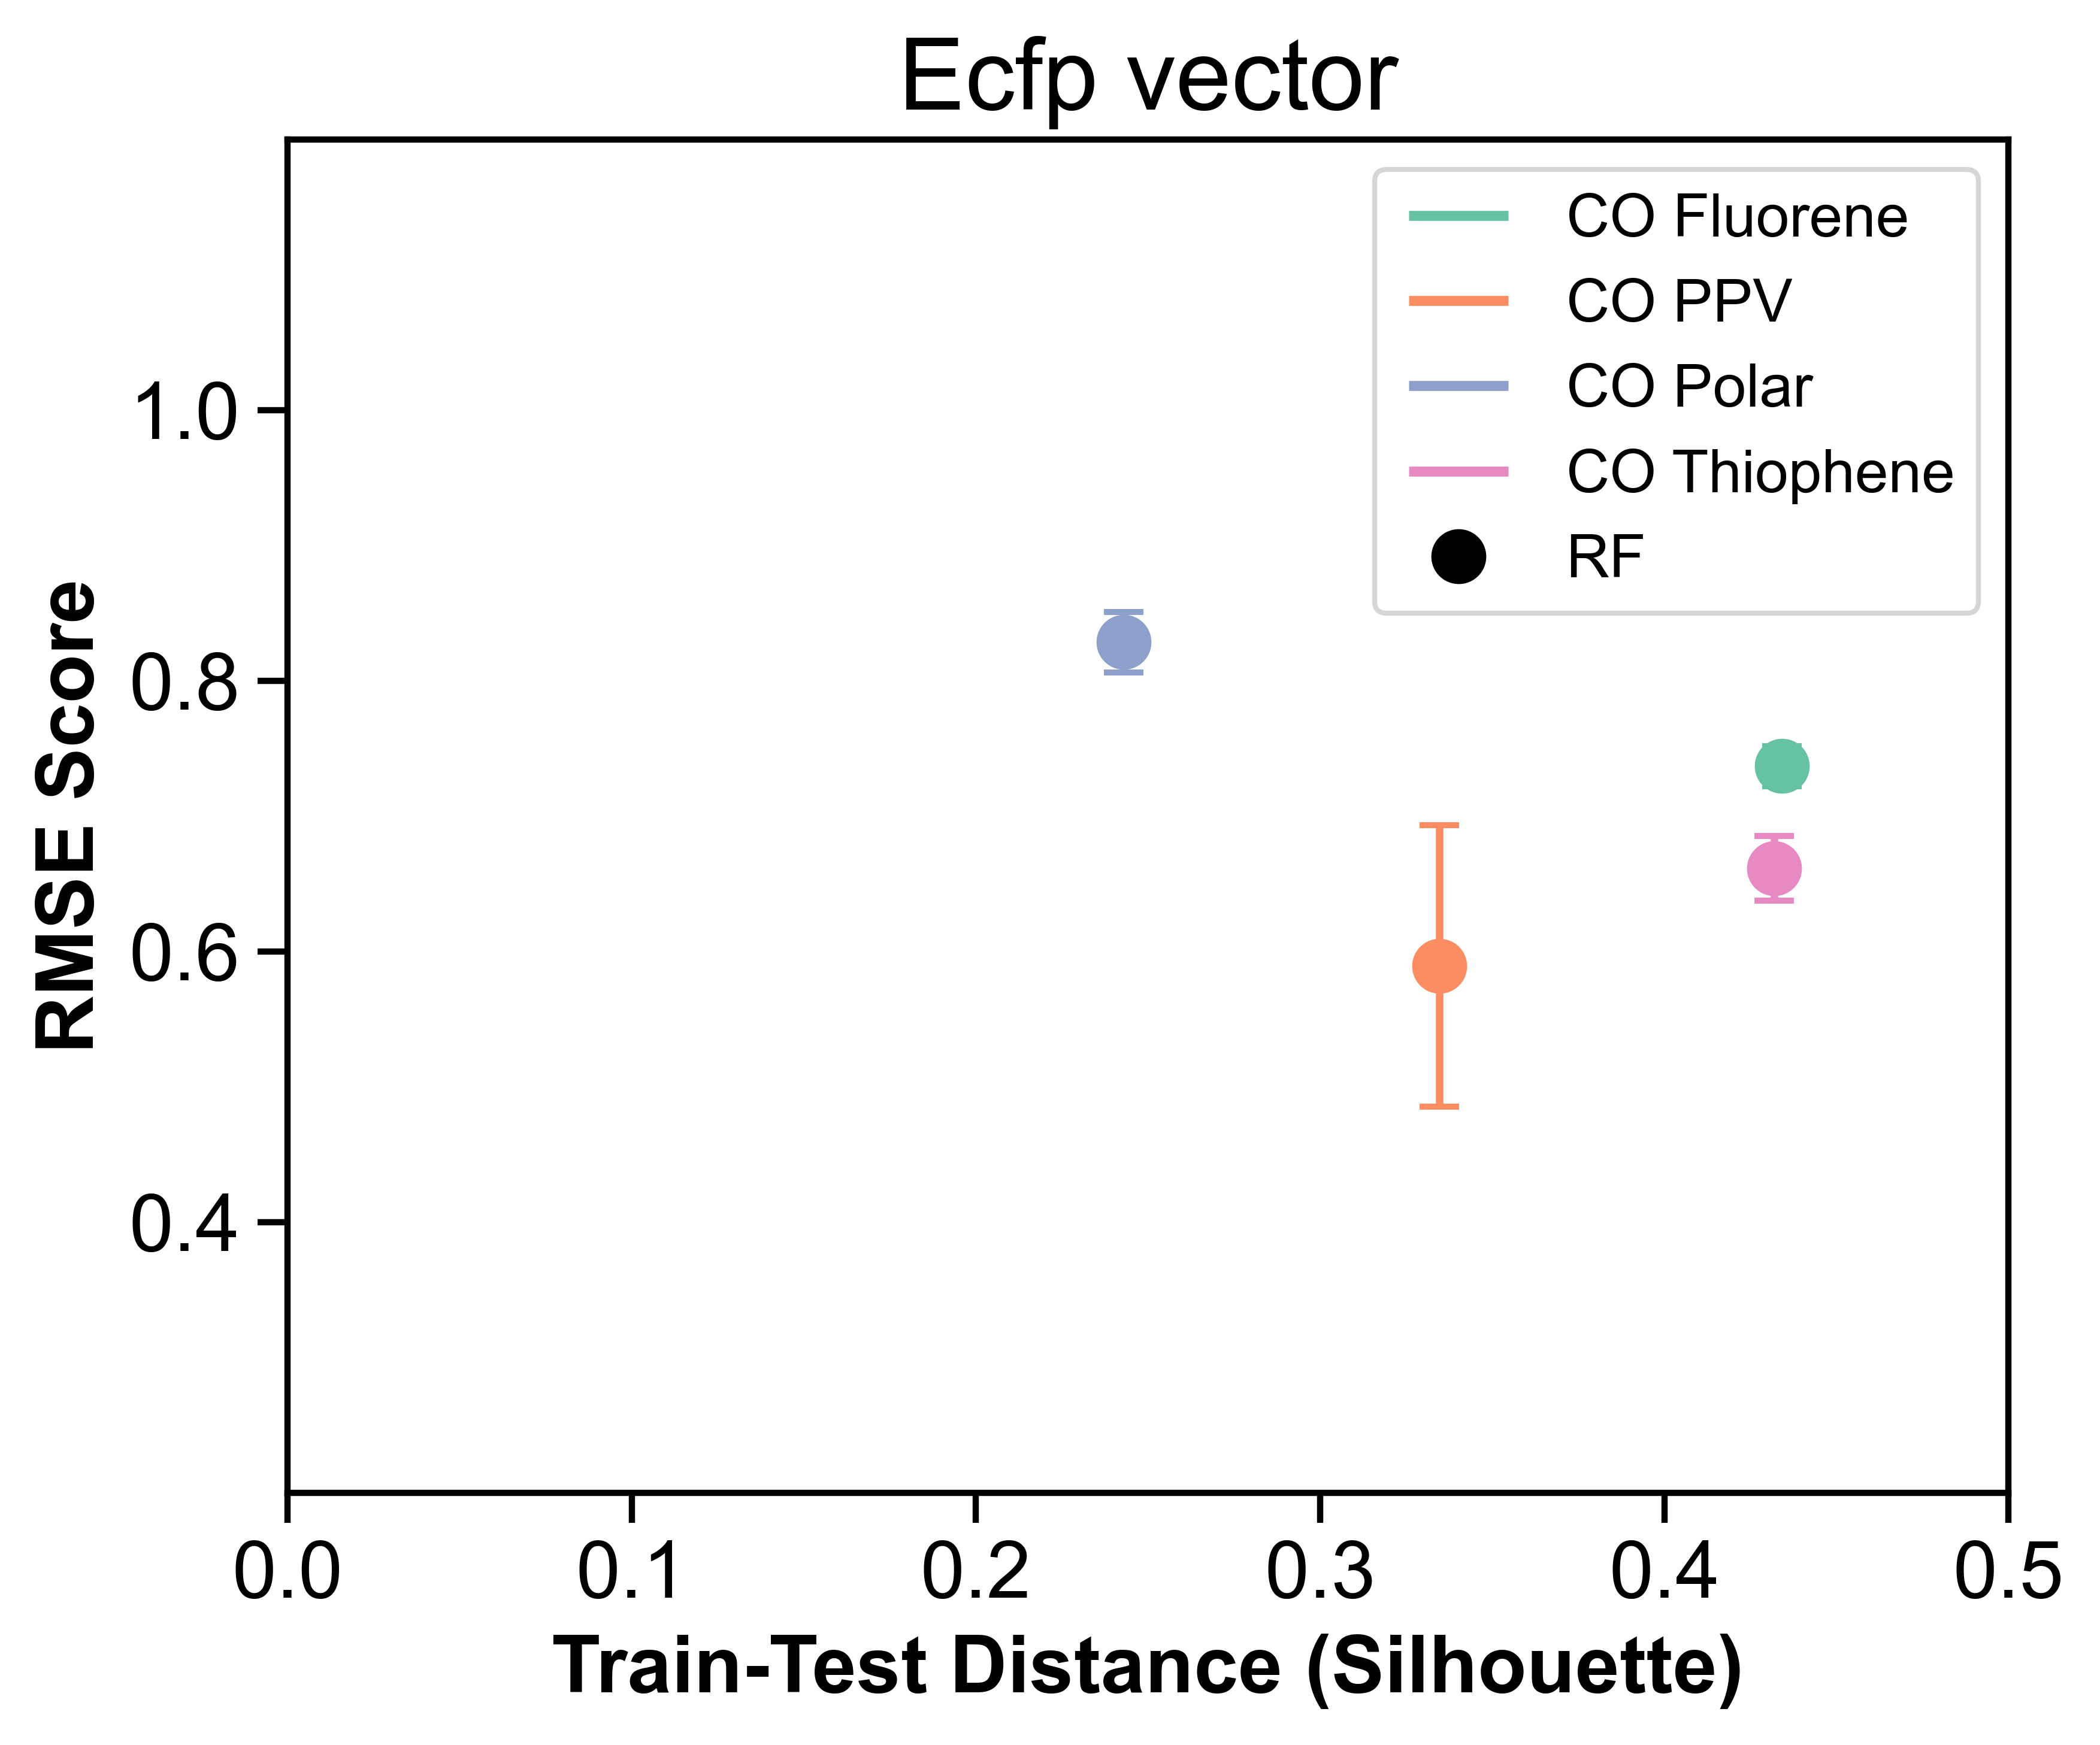 Ecfp vector
CO Fluorene
CO PPV
CO Polar
CO Thiophene
RF
RMSE Score
1.0
0.8
0.6
0.4
0.0 0.1 0.2 0.3 0.4 0.5
Train-Test Distance (Silhouette)